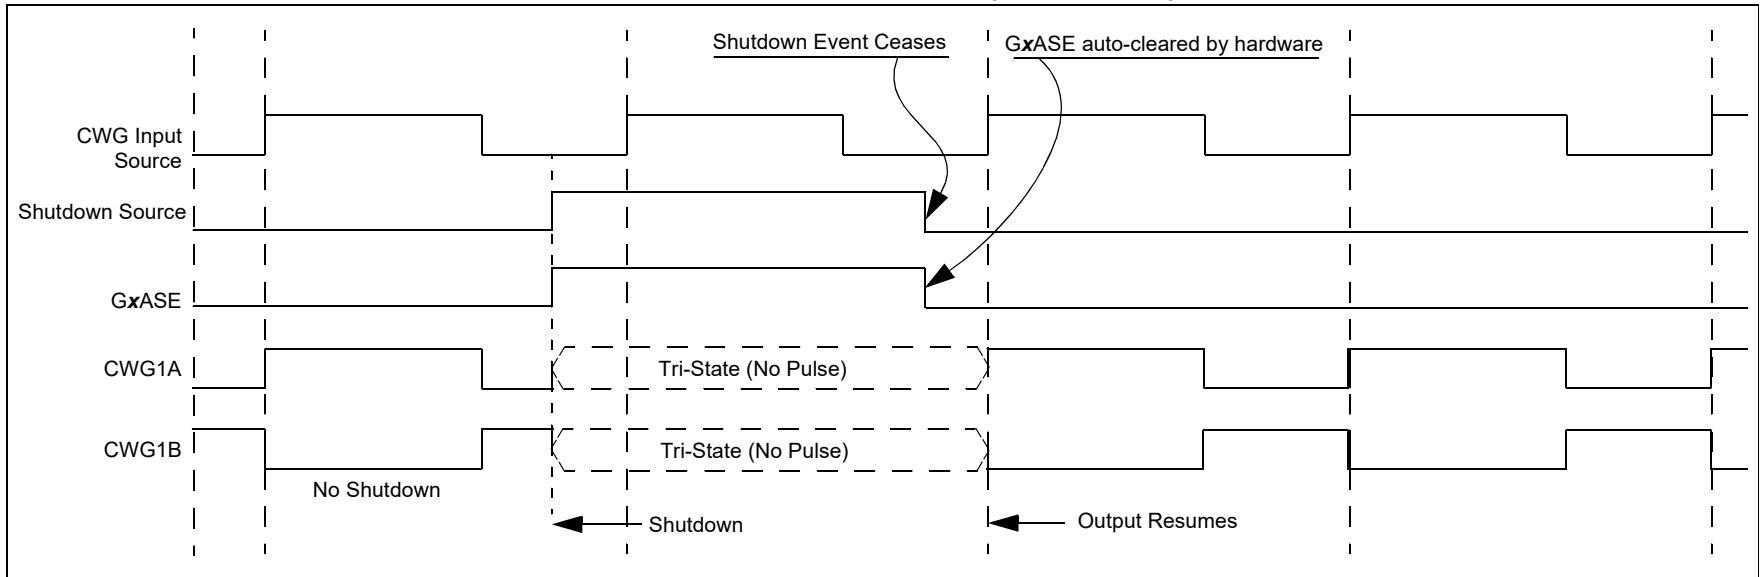 Shutdown Event Ceases
GxASE auto-cleared by hardware
CWG Input
Source
Shutdown Source
GxASE
CWG1A
Tri-State (No Pulse)
CWG1B
Tri-State (No Pulse)
No Shutdown
Shutdown
Output Resumes